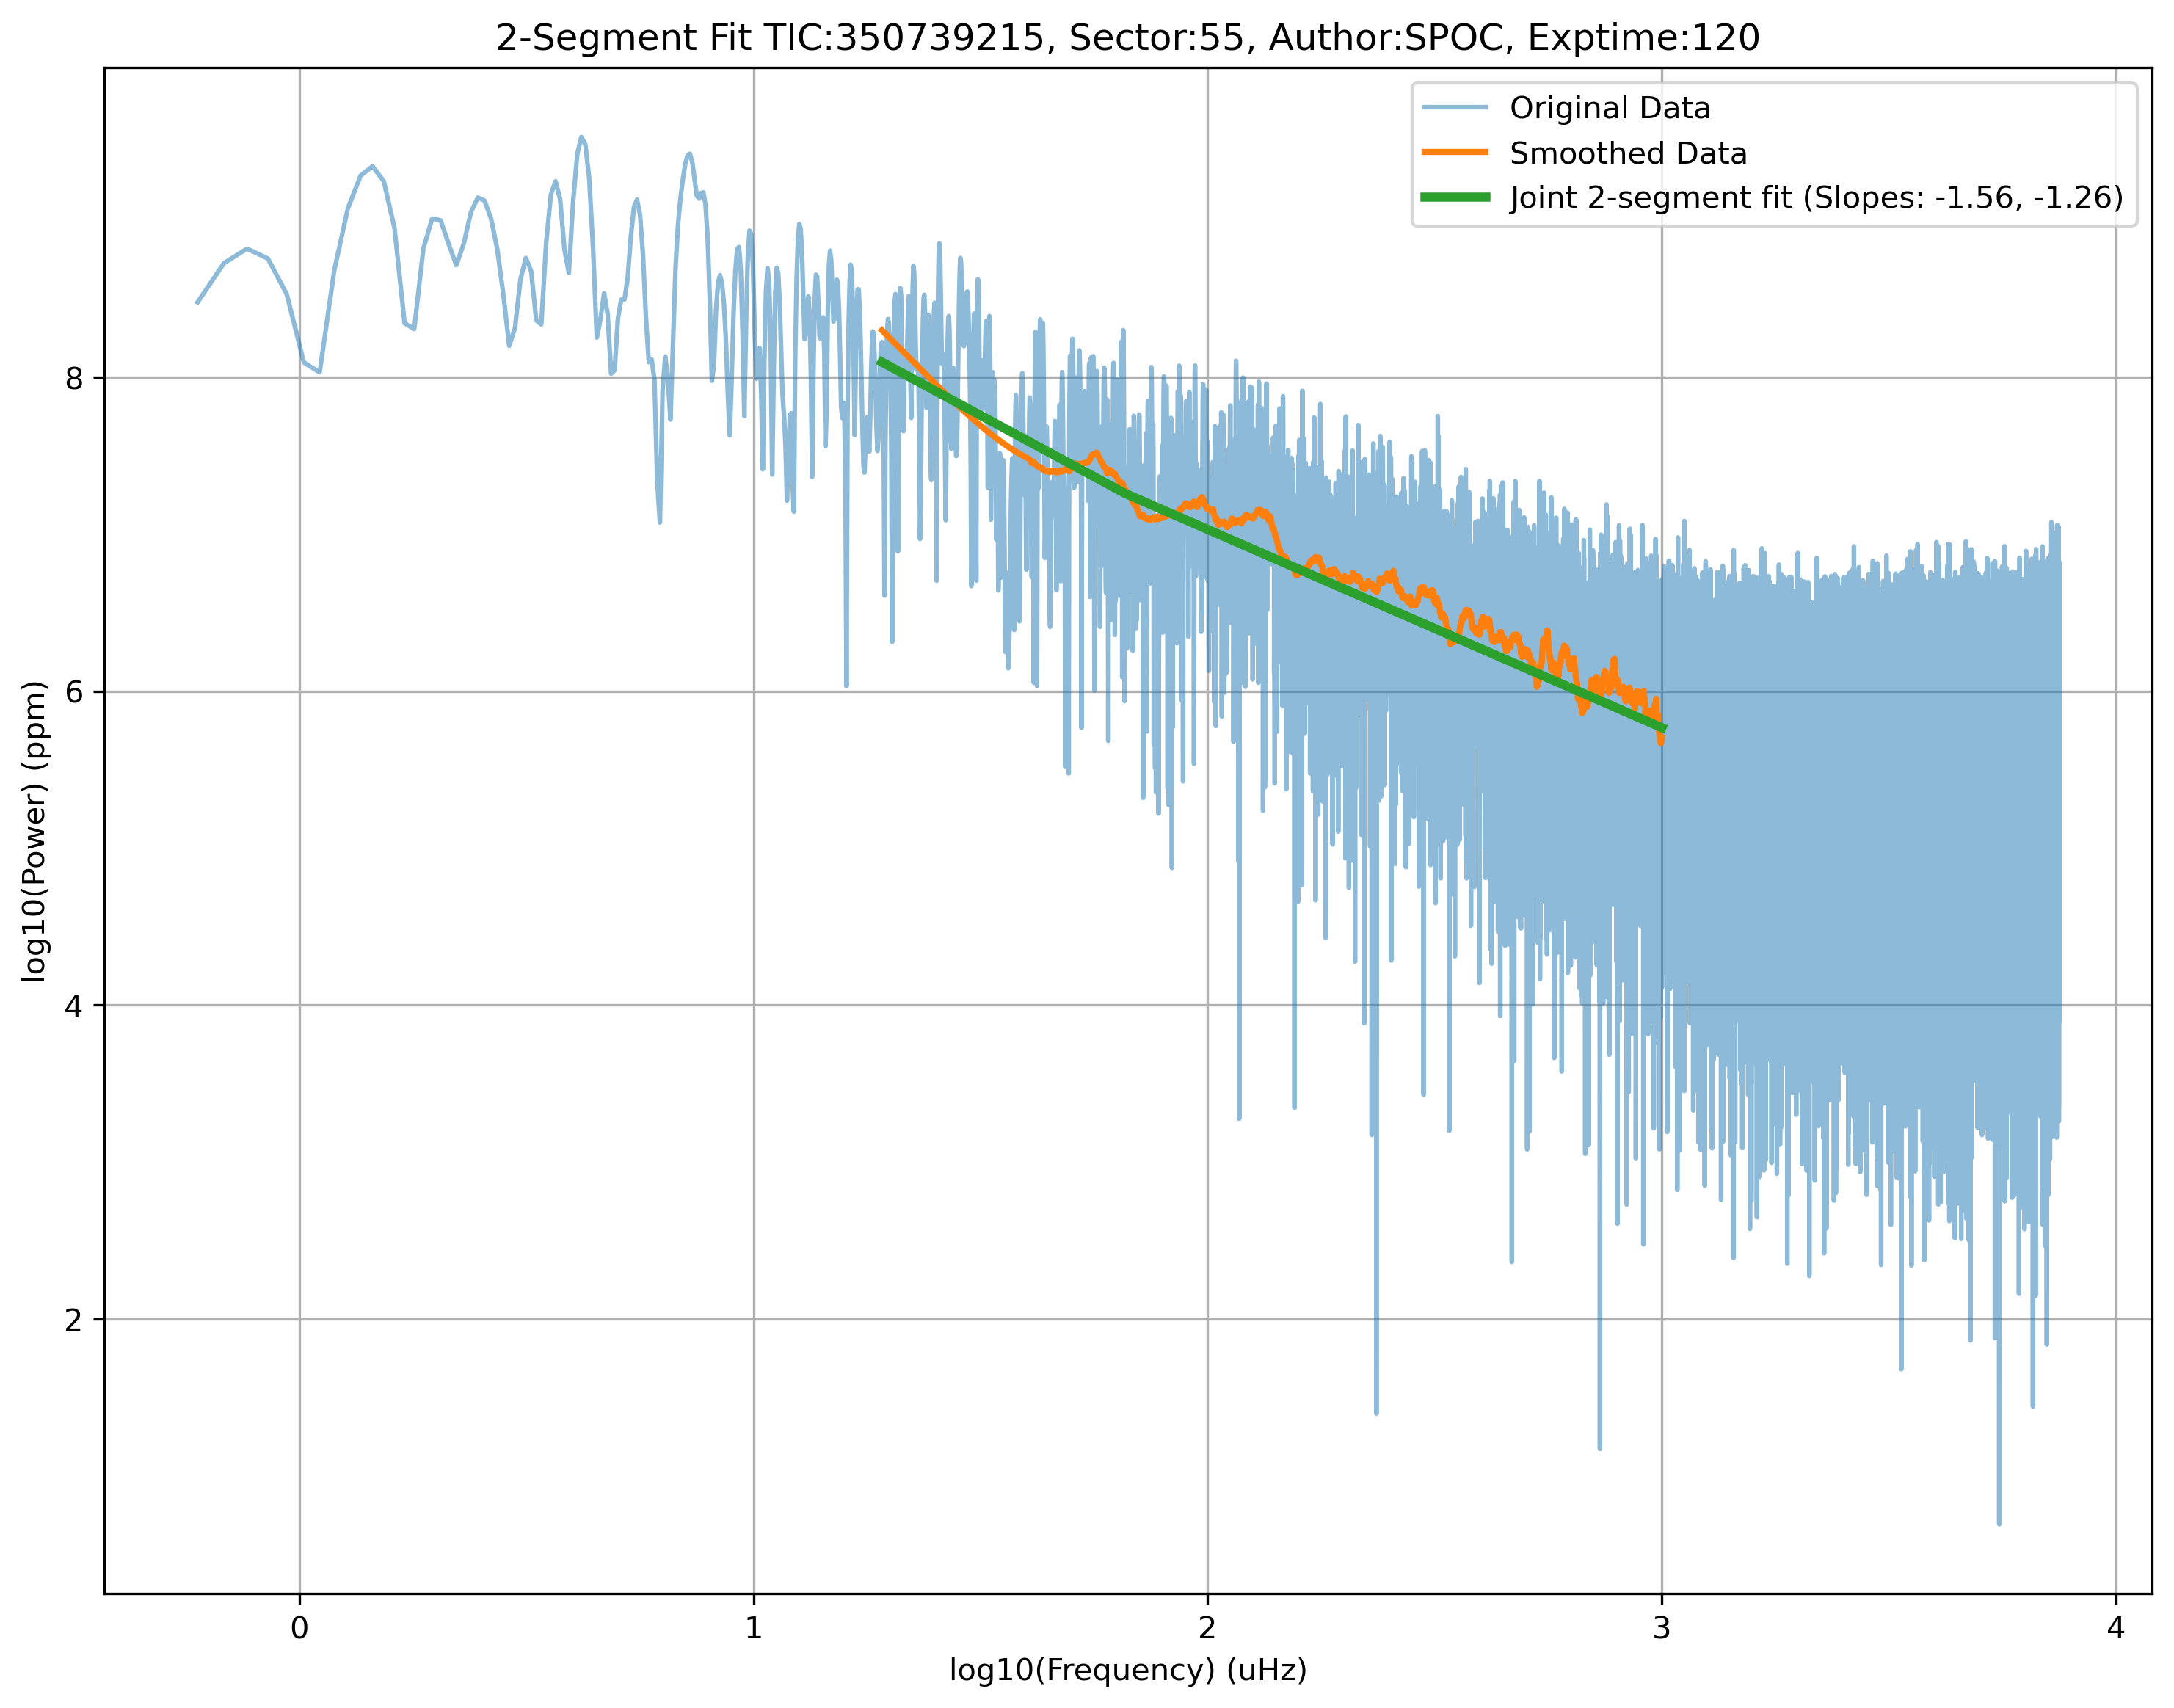 2-Segment Fit TIC:350739215, Sector:55, Author:SPOC, Exptime:120
Original Data
Smoothed Data
Joint 2-segment fit (Slopes: -1.56, -1.26)
log10(Power) (ppm)
8
6
4
2
0 1 2 3 4
log10(Frequency) (uHz)